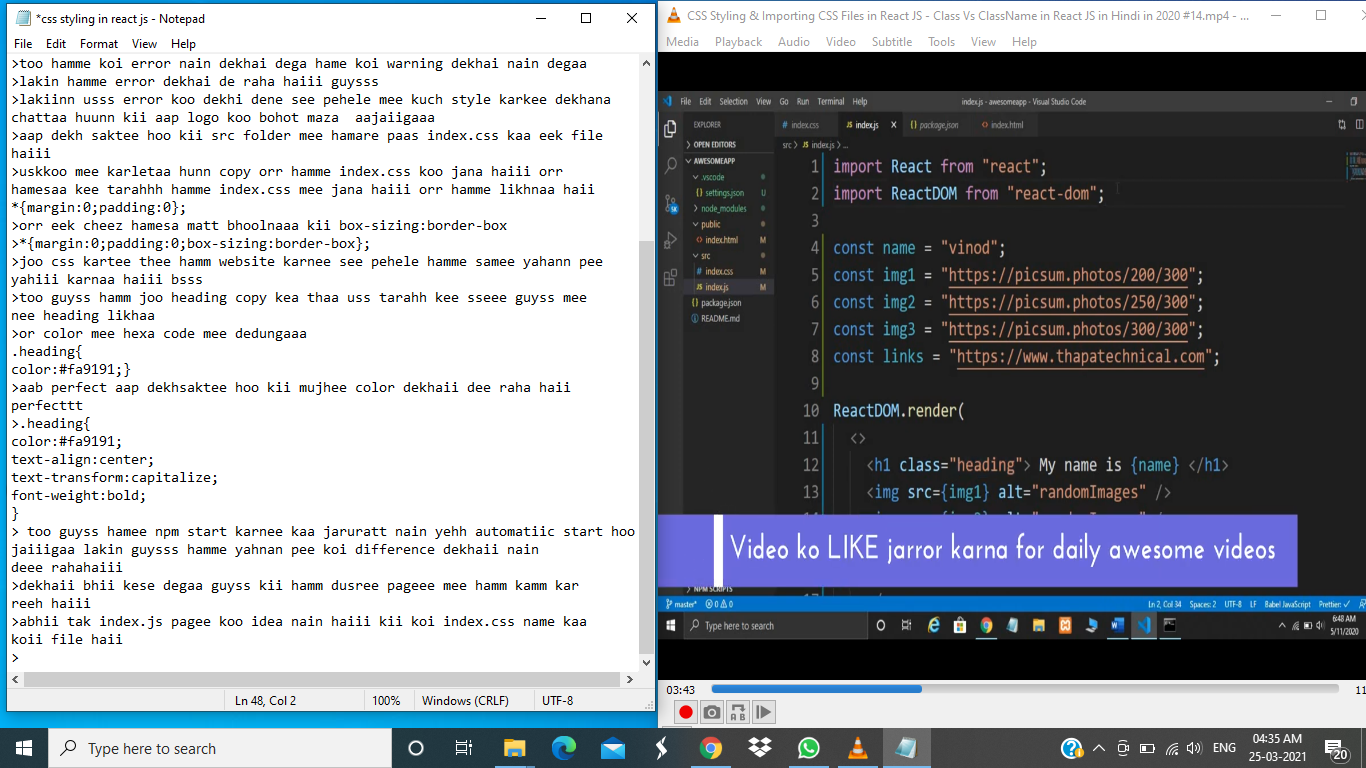 *css styling in react js - Notepad
File Edit Format View Help
>too hamme koi error nain dekhai dega hame koi warning dekhai nain degaa
>lakin hamme error dekhai de raha haiii guysss
>lakiinn usss error koo dekhi dene see pehele mee kuch style karkee dekhana
chattaa huunn kii aap logo koo bohot maza  aajaiigaaa
>aap dekh saktee hoo kii src folder mee hamare paas index.css kaa eek file
haiii
>uskkoo mee karletaa hunn copy orr hamme index.css koo jana haiii orr
hamesaa kee tarahhh hamme index.css mee jana haiii orr hamme likhnaa haii
*{margin:0;padding:0};
>orr eek cheez hamesa matt bhoolnaaa kii box-sizing:border-box
>*{margin:0;padding:0;box-sizing:border-box};
>joo css kartee thee hamm website karnee see pehele hamme samee yahann pee
yahiii karnaa haiii bsss
>too guyss hamm joo heading copy kea thaa uss tarahh kee sseee guyss mee
nee heading likhaa
>or color mee hexa code mee dedungaaa
.heading{
color:#fa9191;}
>aab perfect aap dekhsaktee hoo kii mujhee color dekhaii dee raha haii
perfecttt
>.heading{
color:#fa9191;
text-align:center;
text-transform:capitalize;
font-weight:bold;
}
> too guyss hamee npm start karnee kaa jaruratt nain yehh automatiic start hoo
jaiiigaa lakin guysss hamme yahnan pee koi difference dekhaii nain
deee rahahaiii
>dekhaii bhii kese degaa guyss kii hamm dusree pageee mee hamm kamm kar
reeh haiii
>abhii tak index.js pagee koo idea nain haiii kii koi index.css name kaa
koii file haii
>
Ln 48, Col 2 100% Windows (CRLF) UTF-8
CSS Styling & Importing CSS Files in React JS - Class Vs ClassName in React JS in Hindi in 2020 #14.mp4 - ...
Media Playback Audio Video Subtitle Tools View Help
File Edit Selection View Go Run Terminal Help index.js - awesomeapp - Visual Studio Code
EXPLORER
OPEN EDITORS
AWESOMEAPP
.vscode
settings.json U
node_modules
public
index.html M
src
index.css M
index.js M
package.json
README.md
NPM SCRIPTS
# index.css JS index.js X {} package.json <> index.html
src > JS index.js > ...
1 import React from "react";
2 import ReactDOM from "react-dom";
3
4 const name = "vinod";
5 const img1 = "https://picsum.photos/200/300";
6 const img2 = "https://picsum.photos/250/300";
7 const img3 = "https://picsum.photos/300/300";
8 const links = "https://www.thapatechnical.com";
9
10 ReactDOM.render(
11 <>
12 <h1 class="heading"> My name is {name} </h1>
13 <img src={img1} alt="randomImages" />
Video ko LIKE jarror karna for daily awesome videos
master* 0 0 Ln 2, Col 34 Spaces: 2 UTF-8 LF Babel JavaScript Prettier: ✓
Type here to search
6:48 AM
5/11/2020
03:43
11
Type here to search
ENG
04:35 AM
25-03-2021
20